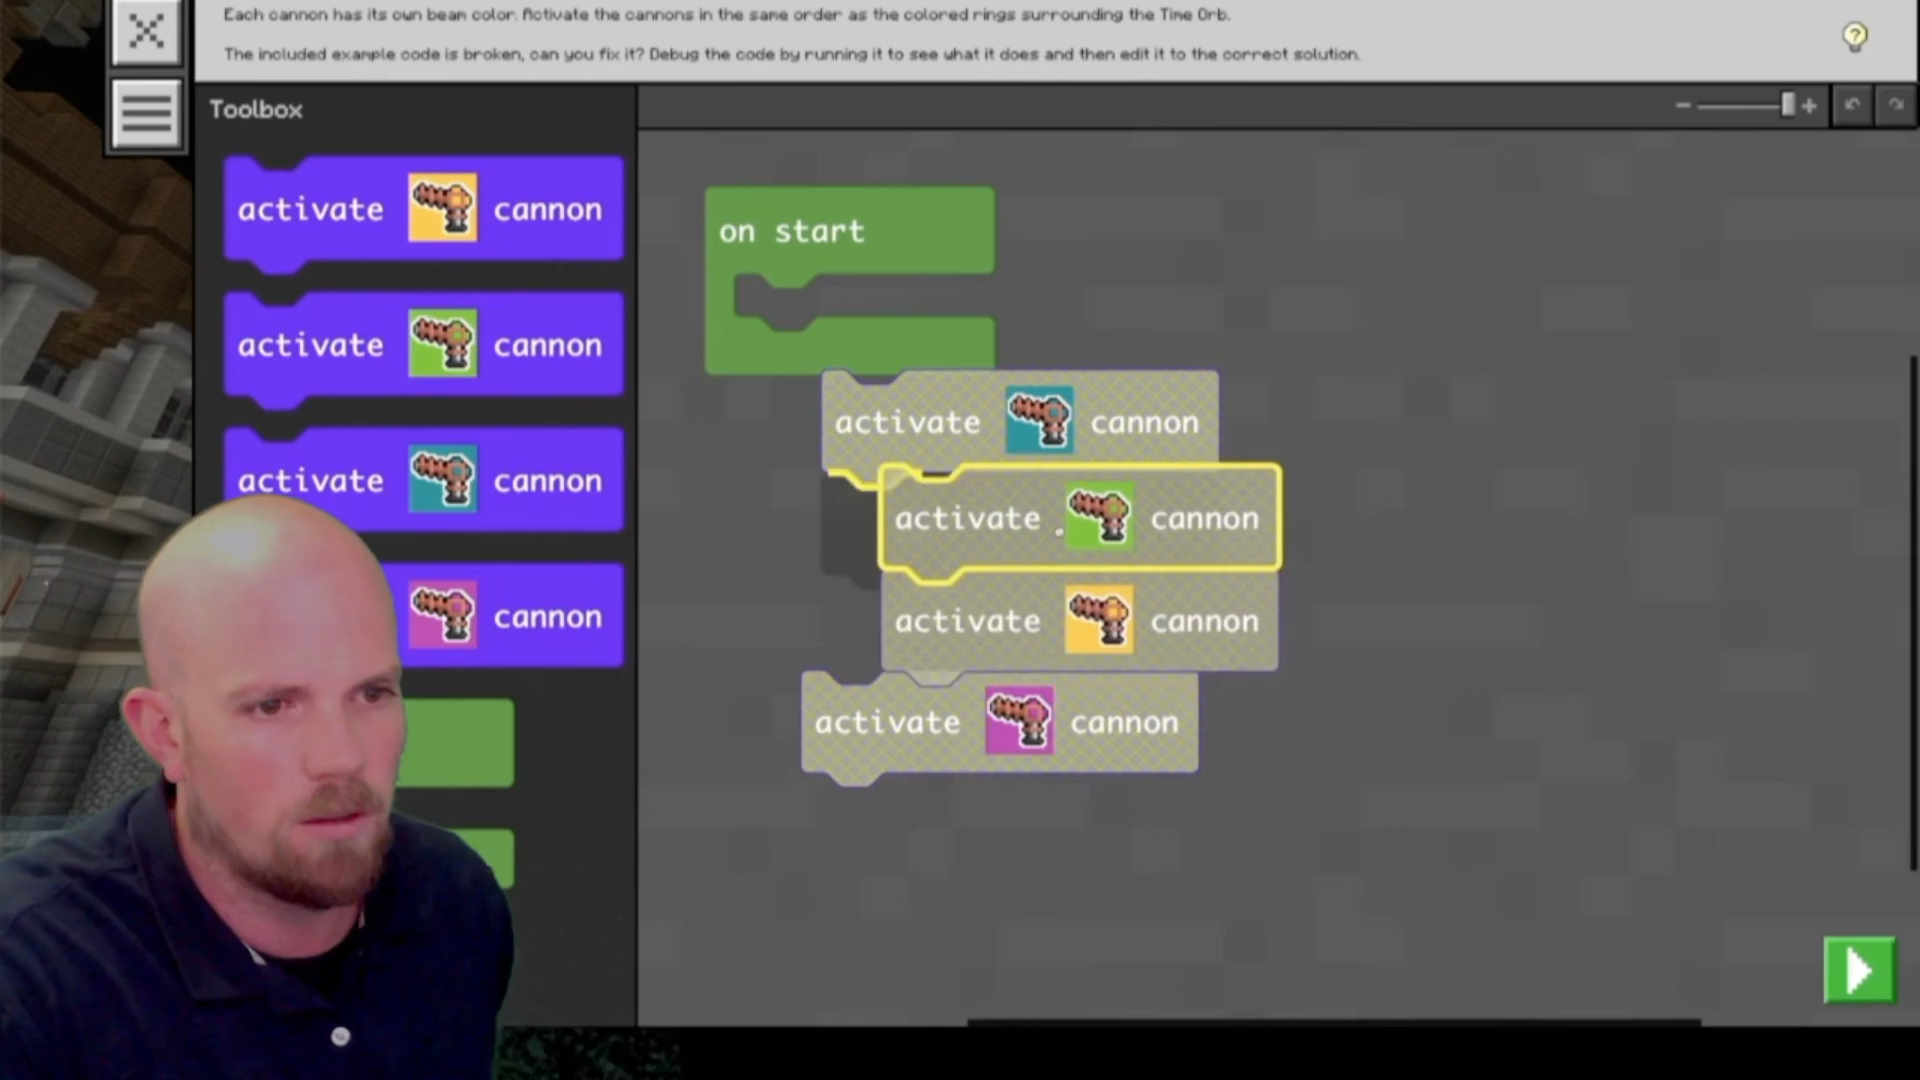 Each cannon has its own beam color. Activate the cannons in the same order as the colored rings surrounding the Time Orb.
The included example code is broken, can you fix it? Debug the code by running it to see what it does and then edit it to the correct solution.
Toolbox
activate cannon
activate cannon
activate cannon
cannon
on start
activate cannon
activate cannon
activate cannon
activate cannon